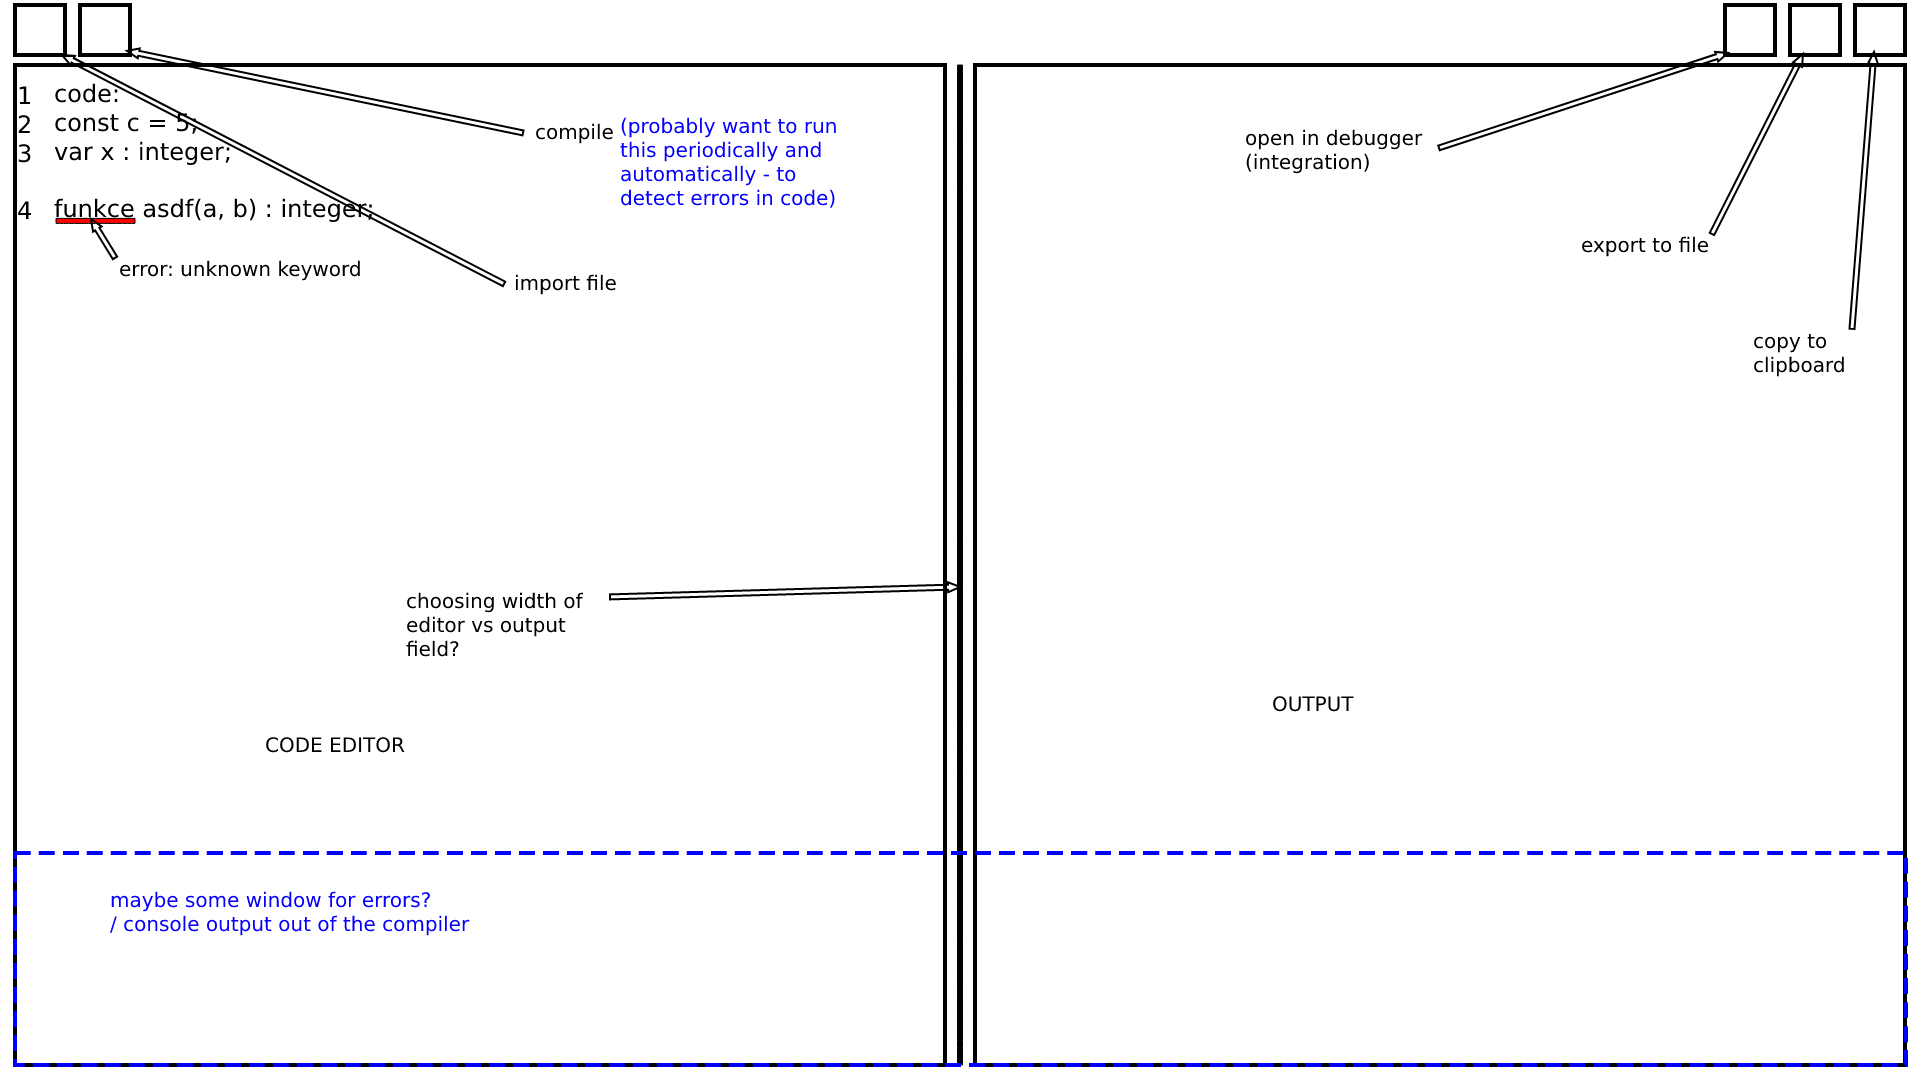 1 code:
2 const c = 5;
3 var x : integer;
4 funkce asdf(a, b) : integer;
error: unknown keyword
compile (probably want to run
this periodically and
automatically - to
detect errors in code)
import file
open in debugger
(integration)
export to file
copy to
clipboard
choosing width of
editor vs output
field?
CODE EDITOR
OUTPUT
maybe some window for errors?
/ console output out of the compiler